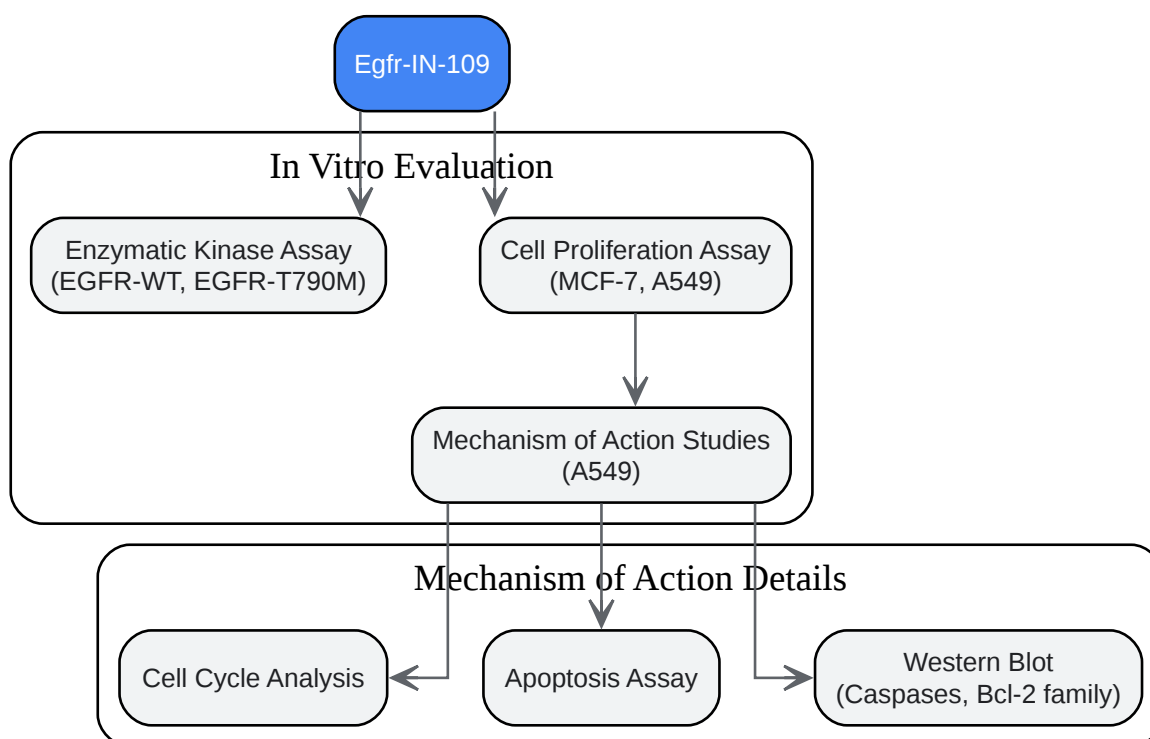 Egfr-IN-109
In Vitro Evaluation
Enzymatic Kinase Assay
(EGFR-WT, EGFR-T790M)
Cell Proliferation Assay
(MCF-7, A549)
Mechanism of Action Studies
(A549)
Mechanism of Action Details
Cell Cycle Analysis
Apoptosis Assay
Western Blot
(Caspases, Bcl-2 family)